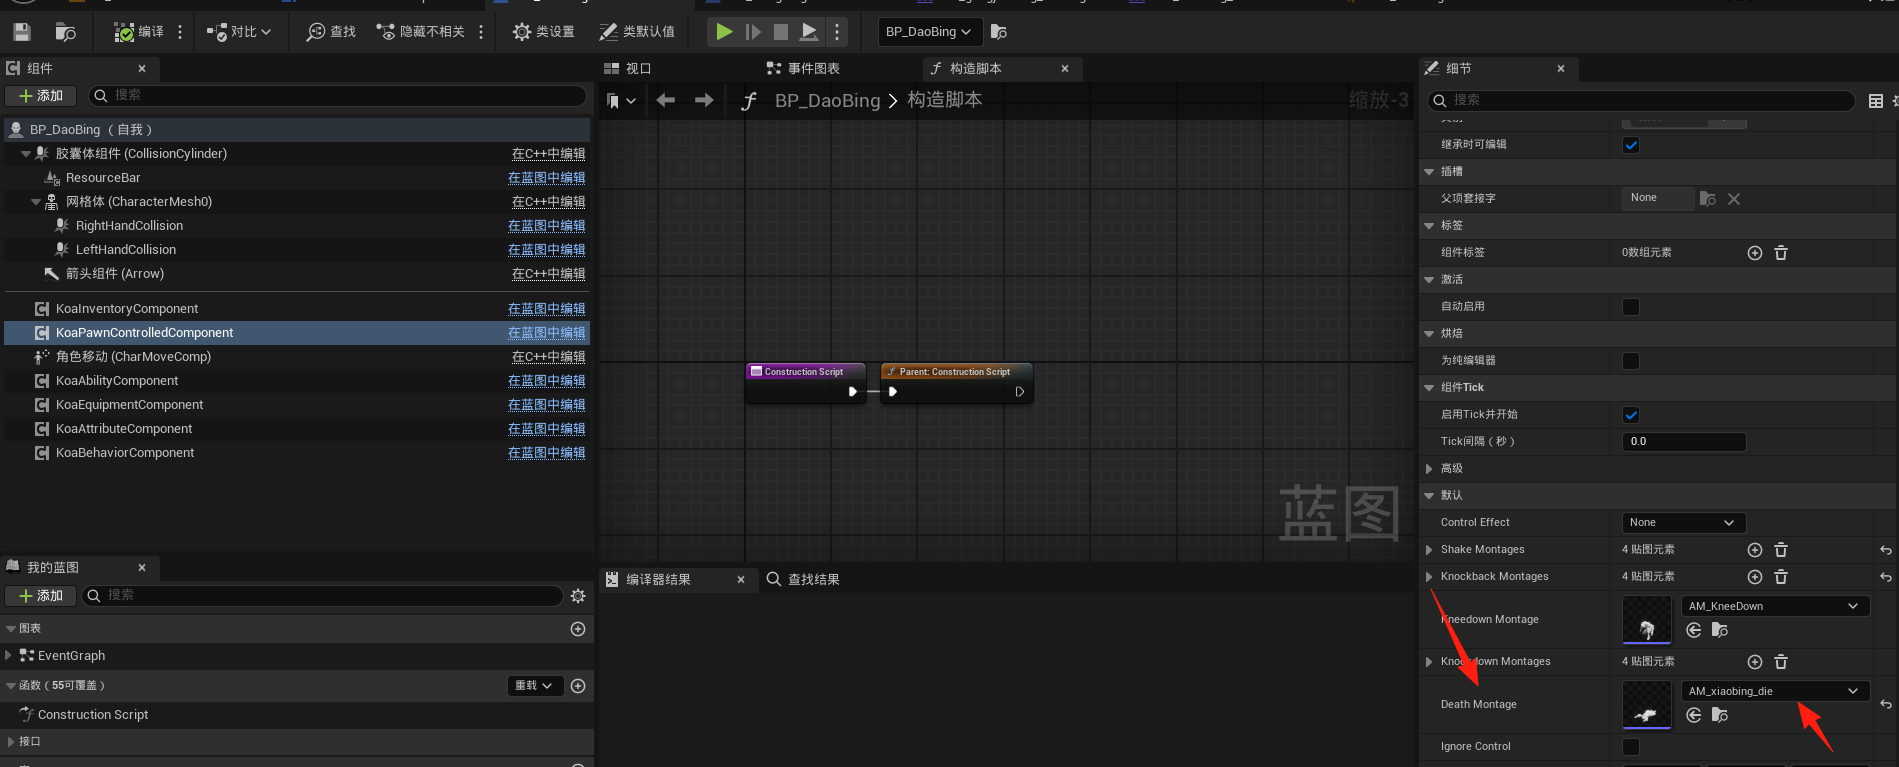 编译
对比
查找
隐藏不相关
类设置
类默认值
BP_DaoBing
组件
添加
搜索
BP_DaoBing （自我）
胶囊体组件 (CollisionCylinder) 在C++中编辑
ResourceBar 在蓝图中编辑
网格体 (CharacterMesh0) 在C++中编辑
RightHandCollision 在蓝图中编辑
LeftHandCollision 在蓝图中编辑
箭头组件 (Arrow) 在C++中编辑
KoaInventoryComponent 在蓝图中编辑
KoaPawnControlledComponent 在蓝图中编辑
角色移动 (CharMoveComp) 在C++中编辑
KoaAbilityComponent 在蓝图中编辑
KoaEquipmentComponent 在蓝图中编辑
KoaAttributeComponent 在蓝图中编辑
KoaBehaviorComponent 在蓝图中编辑
我的蓝图
添加
搜索
图表
EventGraph
函数（55可覆盖） 重载
Construction Script
接口
视口
事件图表
构造脚本
BP_DaoBing
构造脚本
缩放-3
Construction Script
Parent: Construction Script
蓝图
编译器结果
查找结果
细节
搜索
继承时可编辑
插槽
父项套接字 None
标签
组件标签 0数组元素
激活
自动启用
烘焙
为纯编辑器
组件Tick
启用Tick并开始
Tick间隔（秒） 0.0
高级
默认
Control Effect None
Shake Montages 4 贴图元素
Knockback Montages 4 贴图元素
Kneedown Montage AM_KneeDown
Knockdown Montages 4 贴图元素
Death Montage AM_xiaobing_die
Ignore Control